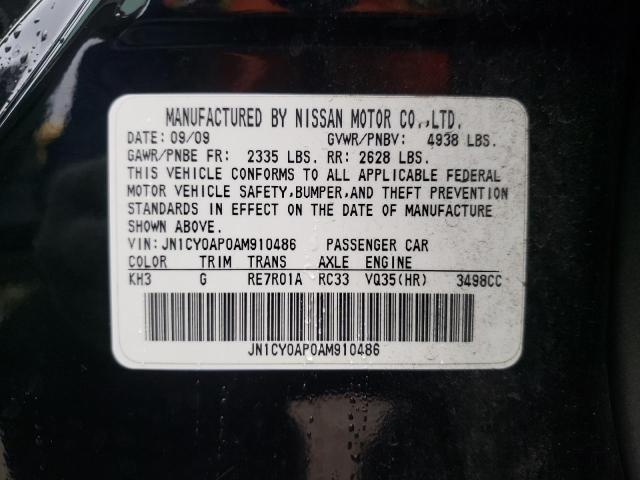 MANUFACTURED BY NISSAN MOTOR CO.,LTD.
DATE: 09/09 GVWR/PNBV: 4938 LBS.
GAWR/PNBE FR: 2335 LBS. RR: 2628 LBS.
THIS VEHICLE CONFORMS TO ALL APPLICABLE FEDERAL
MOTOR VEHICLE SAFETY,BUMPER,AND THEFT PREVENTION
STANDARDS IN EFFECT ON THE DATE OF MANUFACTURE
SHOWN ABOVE.
VIN: JN1CY0AP0AM910486 PASSENGER CAR
COLOR TRIM TRANS AXLE ENGINE
KH3 G RE7R01A RC33 VQ35(HR) 3498CC
JN1CY0AP0AM910486